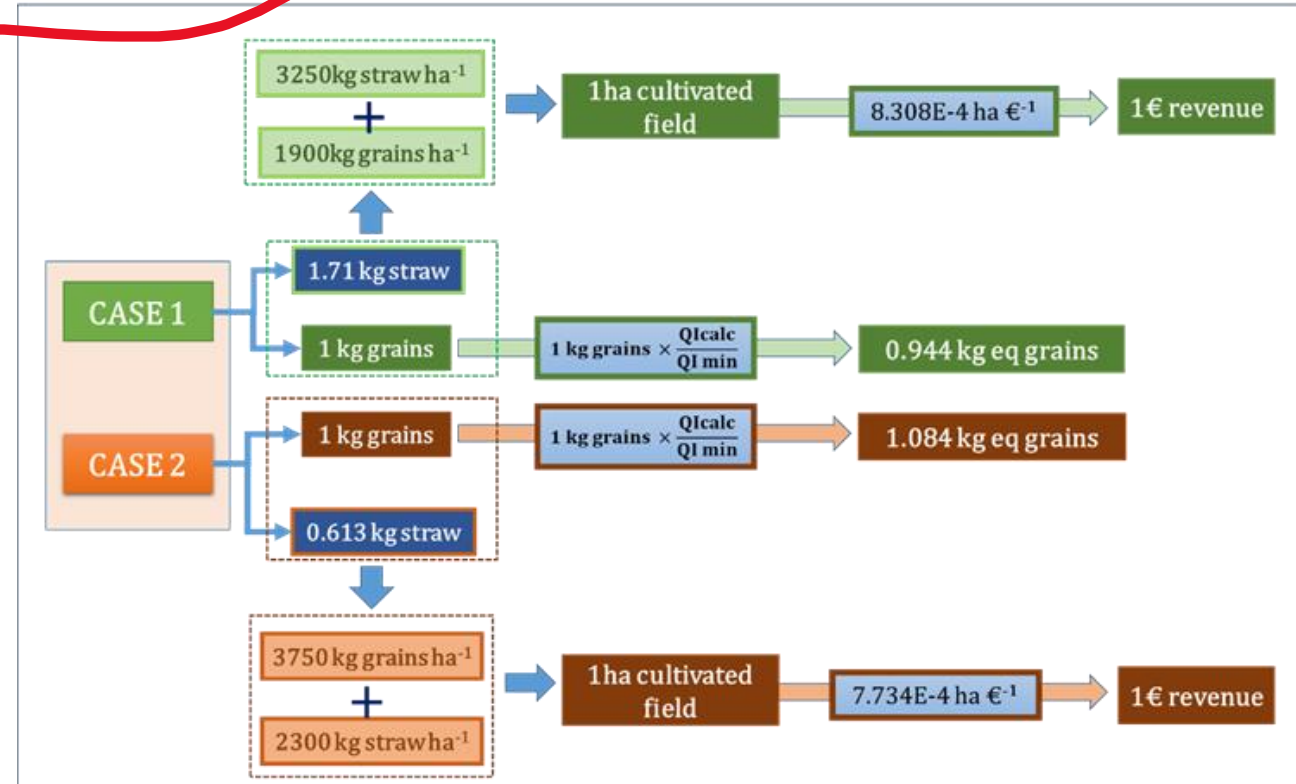 3250kg straw ha⁻¹
+
1900kg grains ha⁻¹
1ha cultivated
field
8.308E-4 ha €⁻¹
1€ revenue
CASE 1
1.71 kg straw
1 kg grains
1 kg grains × QIcalc/QI min
0.944 kg eq grains
CASE 2
1 kg grains
1 kg grains × QIcalc/QI min
1.084 kg eq grains
0.613 kg straw
3750 kg grains ha⁻¹
+
2300 kg straw ha⁻¹
1ha cultivated
field
7.734E-4 ha €⁻¹
1€ revenue